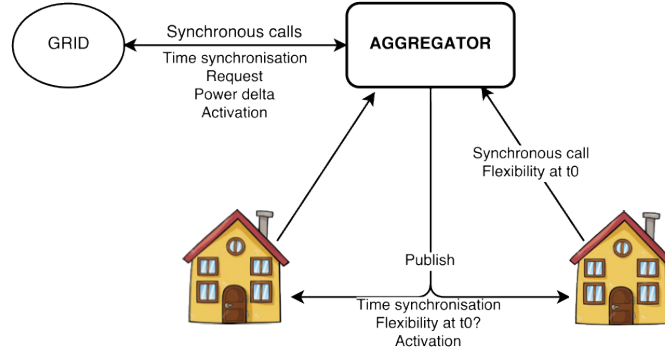 GRID
Synchronous calls
AGGREGATOR
Time synchronisation
Request
Power delta
Activation
Synchronous call
Flexibility at t0
Publish
Time synchronisation
Flexibility at t0?
Activation